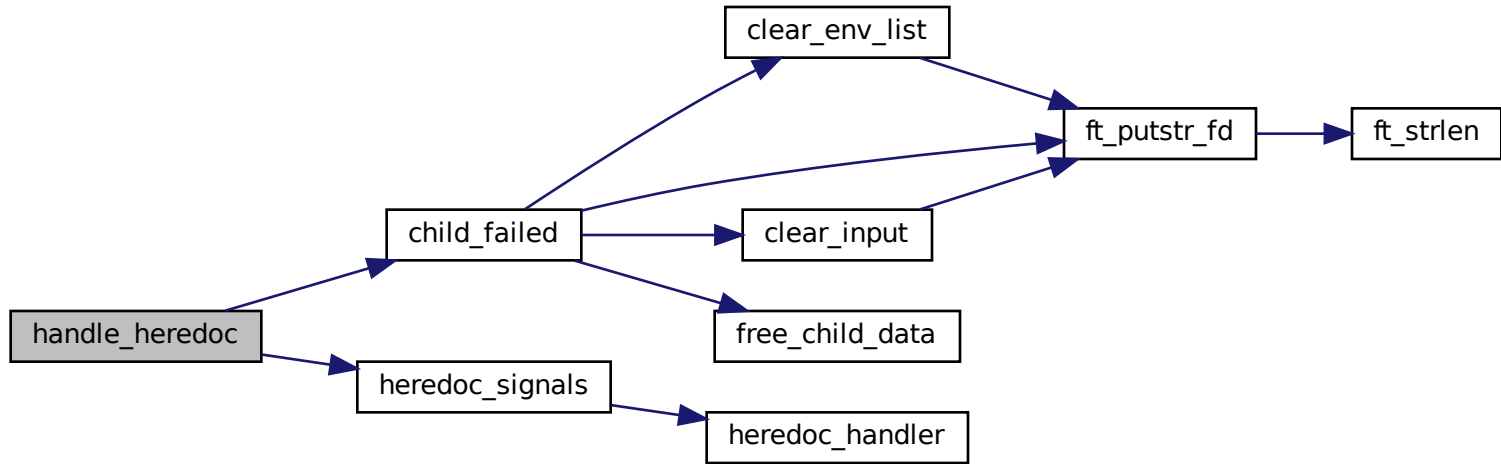 clear_env_list
ft_putstr_fd
ft_strlen
child_failed
clear_input
handle_heredoc
free_child_data
heredoc_signals
heredoc_handler